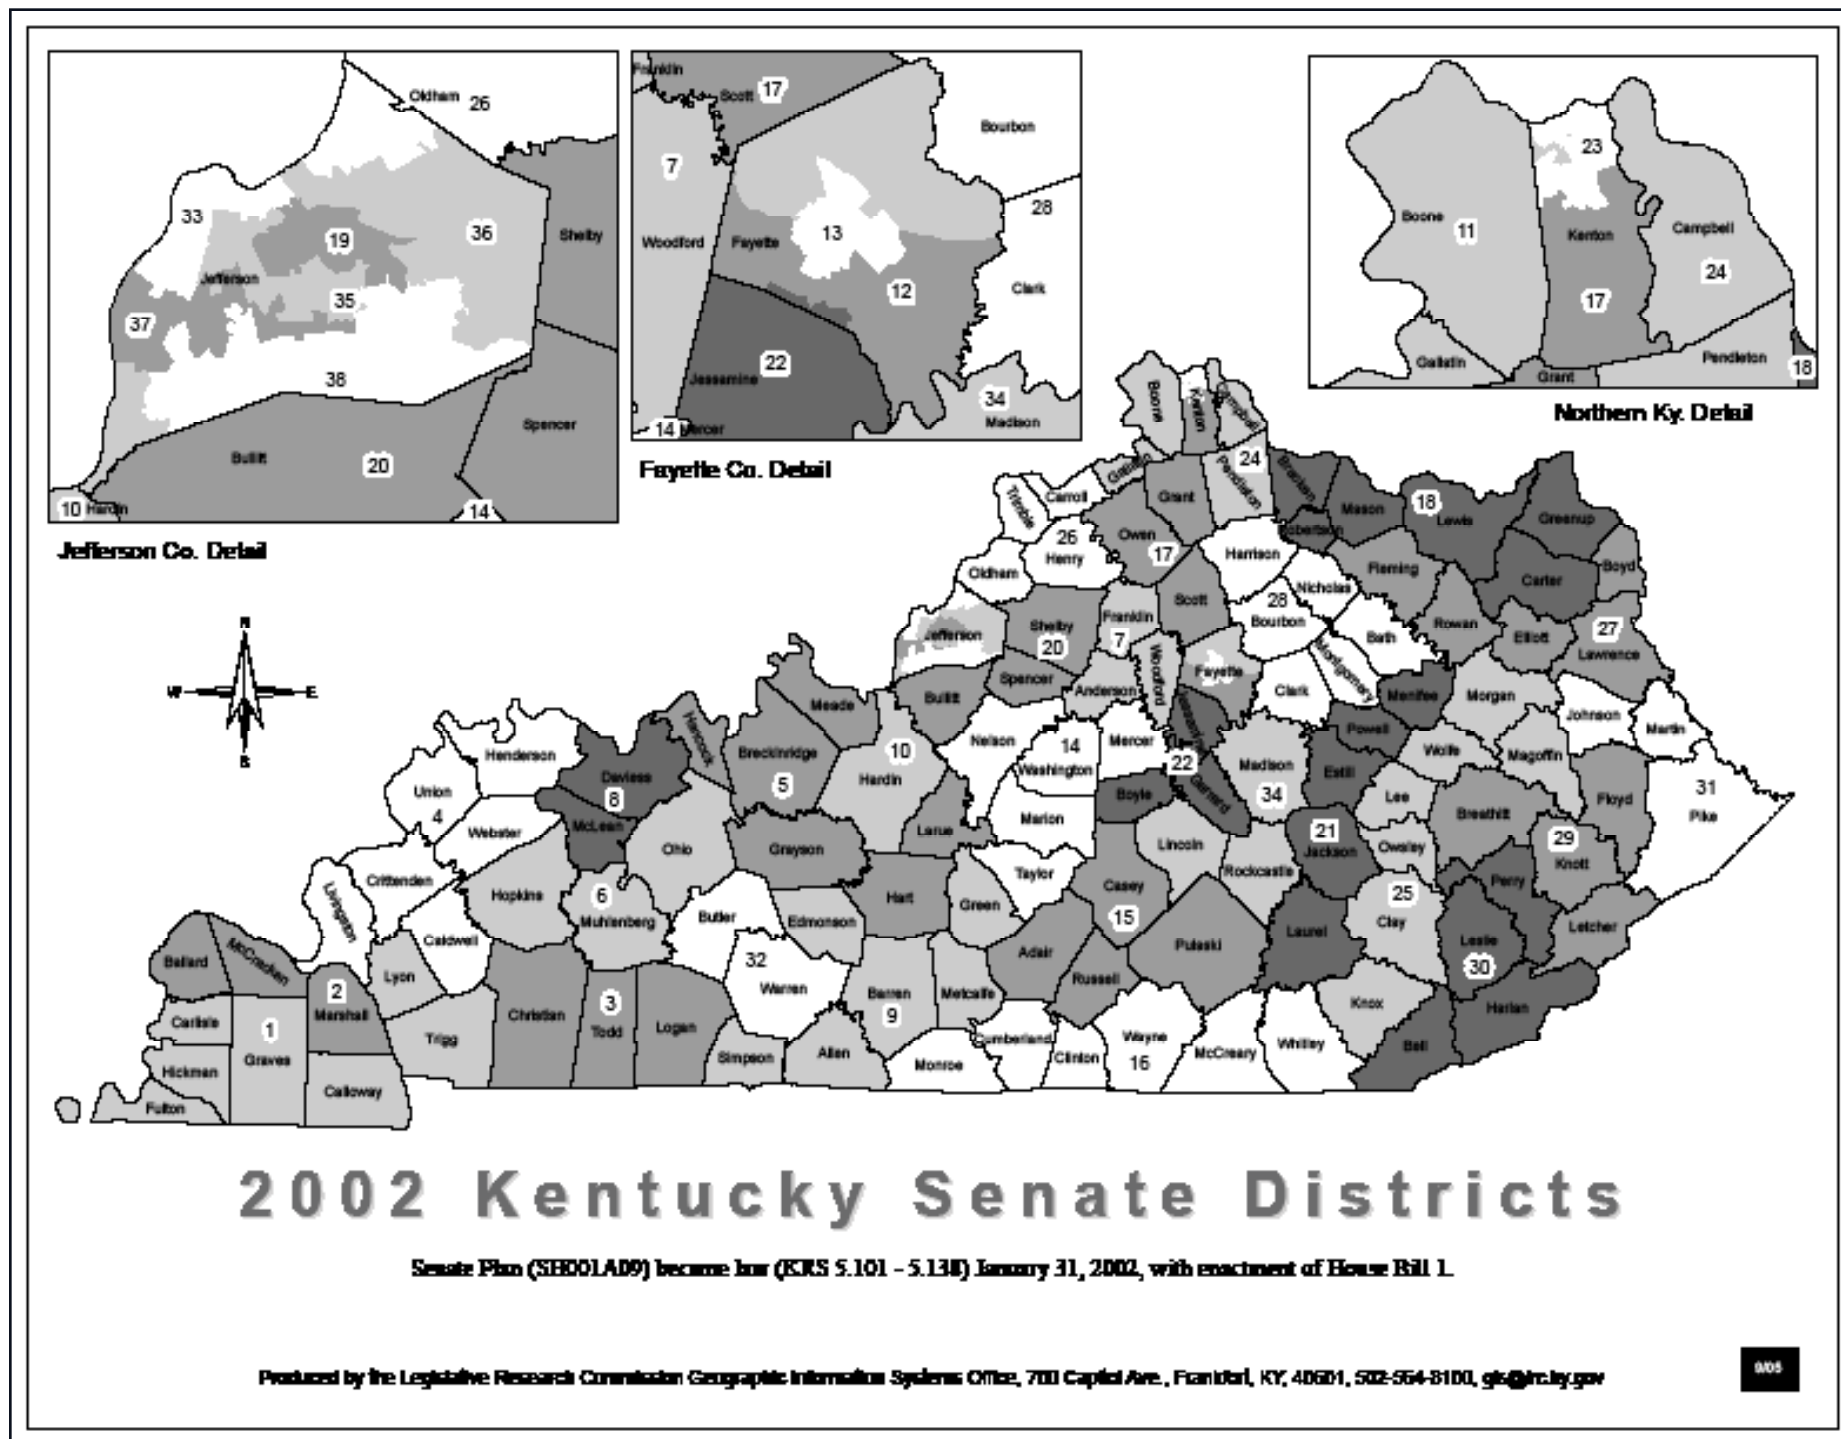 Oldham 26
33
19
36
Shelby
Jefferson
35
37
38
Spencer
Bullitt
20
10 Hardin
14
Jefferson Co. Detail
Franklin
Scott 17
Bourbon
7
28
Woodford
Fayette
13
12
Clark
22
Jessamine
34
Madison
14 Mercer
Fayette Co. Detail
23
Boone
11
Kenton
Campbell
24
17
Gallatin
Pendleton
18
Grant
Northern Ky. Detail
N
W E
S
Boone
Kenton
Campbell
Gallatin
24
Pendleton
Bracken
Trimble
Carroll
Grant
Mason
18
Lewis
Greenup
Robertson
26
Henry
Owen
17
Harrison
Oldham
Nicholas
Fleming
Carter
Boyd
Jefferson
Shelby
20
Franklin
7
Scott
28
Bourbon
Bath
Rowan
Elliott
27
Lawrence
Woodford
Fayette
Montgomery
Spencer
Anderson
Clark
Menifee
Morgan
Bullitt
Jessamine
Powell
Johnson
Martin
Meade
Hancock
Breckinridge
5
10
Hardin
Nelson
14
Washington
Mercer
22
Garrard
Madison
34
Estill
Wolfe
Magoffin
Henderson
Daviess
8
Union
4
Webster
McLean
Ohio
Grayson
Larue
Marion
Boyle
Lee
Breathitt
Floyd
31
Pike
29
Knott
21
Jackson
Owsley
Lincoln
Rockcastle
Crittenden
Livingston
Hopkins
6
Muhlenberg
Butler
Edmonson
Hart
Green
Taylor
Casey
15
25
Clay
Perry
Letcher
Caldwell
Ballard
McCracken
Lyon
32
Warren
Adair
Russell
Pulaski
Laurel
Leslie
30
2
Marshall
Carlisle
1
Graves
Christian
3
Todd
Logan
Barren
9
Metcalfe
Knox
Harlan
Trigg
Simpson
Allen
Monroe
Cumberland
Clinton
Wayne
16
McCreary
Whitley
Bell
Hickman
Calloway
Fulton
2002 Kentucky Senate Districts
Senate Plan (SH001A09) became law (KRS 5.101 - 5.138) January 31, 2002, with enactment of House Bill 1.
Produced by the Legislative Research Commission Geographic Information Systems Office, 700 Capitol Ave., Frankfort, KY, 40601, 502-564-8100, gis@lrc.ky.gov
9/05